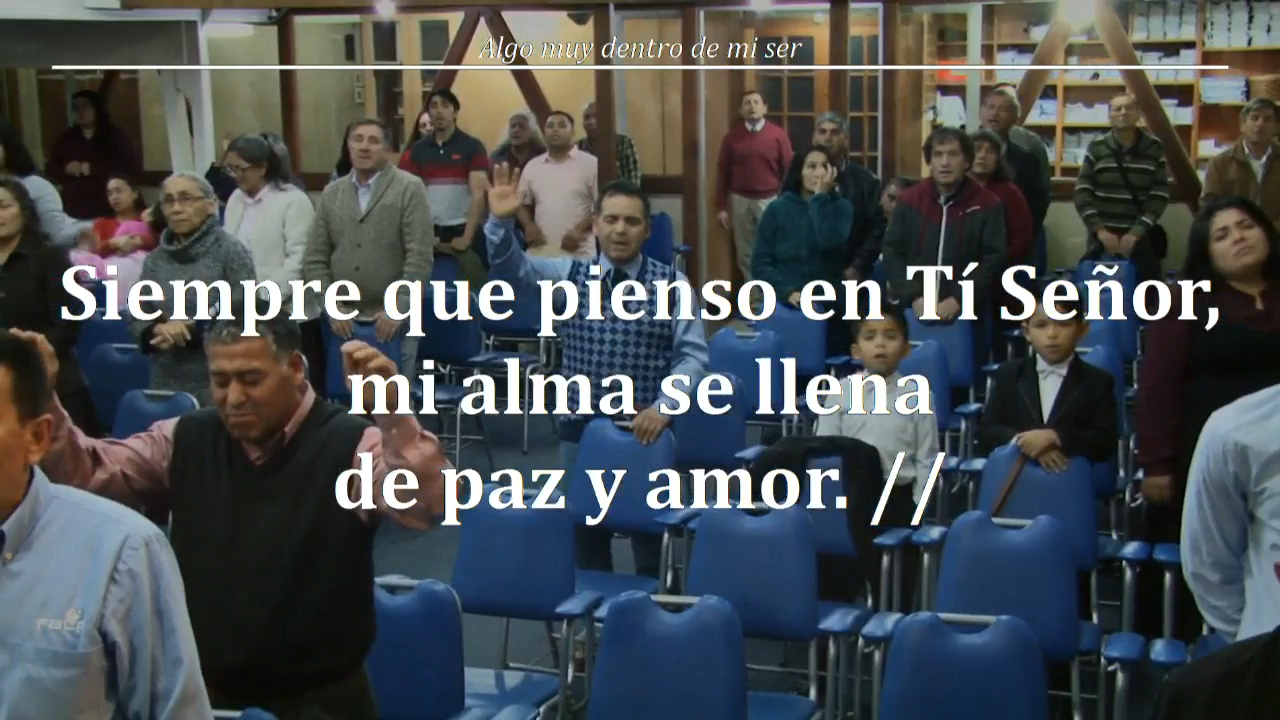 Algo muy dentro de mi ser
Siempre que pienso en Tí Señor,
mi alma se llena
de paz y amor. //